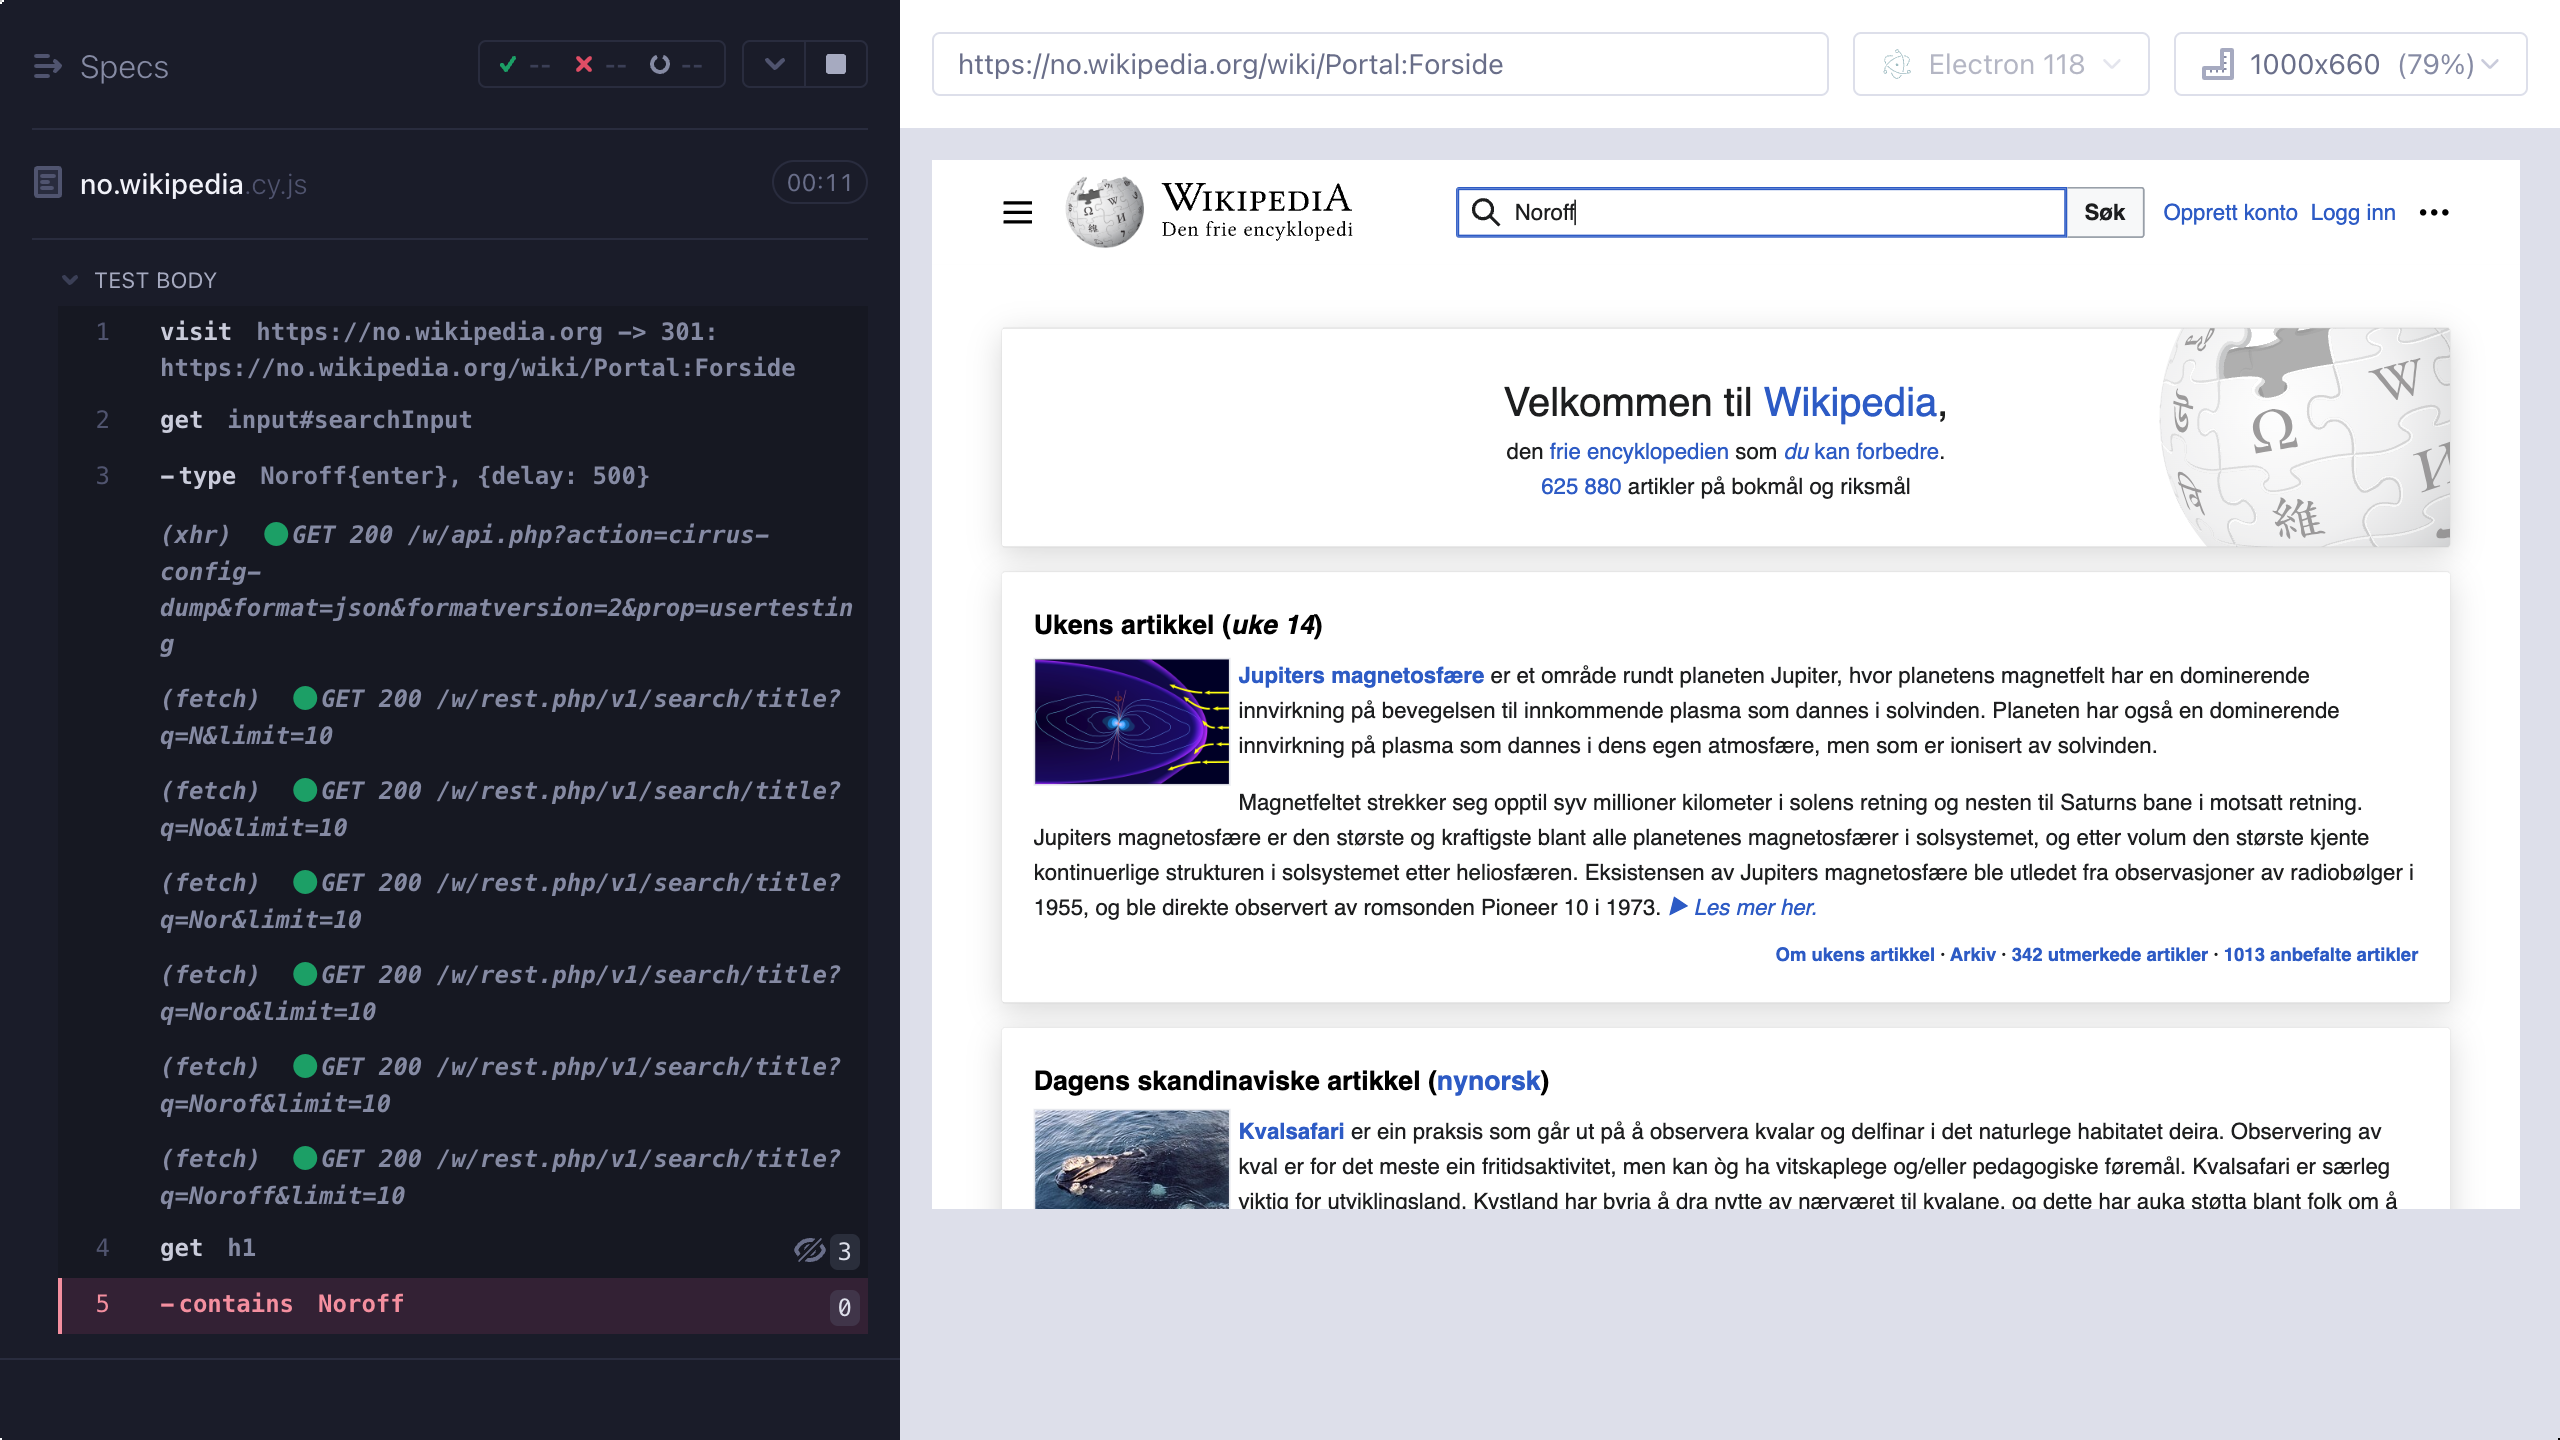 Specs
-- -- --
no.wikipedia.cy.js
00:11
TEST BODY
1 visit https://no.wikipedia.org -> 301:
https://no.wikipedia.org/wiki/Portal:Forside
2 get input#searchInput
3 -type Noroff{enter}, {delay: 500}
(xhr) GET 200 /w/api.php?action=cirrus-
config-
dump&format=json&formatversion=2&prop=usertestin
g
(fetch) GET 200 /w/rest.php/v1/search/title?
q=N&limit=10
(fetch) GET 200 /w/rest.php/v1/search/title?
q=No&limit=10
(fetch) GET 200 /w/rest.php/v1/search/title?
q=Nor&limit=10
(fetch) GET 200 /w/rest.php/v1/search/title?
q=Noro&limit=10
(fetch) GET 200 /w/rest.php/v1/search/title?
q=Norof&limit=10
(fetch) GET 200 /w/rest.php/v1/search/title?
q=Noroff&limit=10
4 get h1 3
5 -contains Noroff 0
https://no.wikipedia.org/wiki/Portal:Forside
Electron 118
1000x660 (79%)
WIKIPEDIA
Den frie encyklopedi
Noroff
Søk
Opprett konto Logg inn
Velkommen til Wikipedia,
den frie encyklopedien som du kan forbedre.
625 880 artikler på bokmål og riksmål
Ω W И 維
Ukens artikkel (uke 14)
Jupiters magnetosfære er et område rundt planeten Jupiter, hvor planetens magnetfelt har en dominerende
innvirkning på bevegelsen til innkommende plasma som dannes i solvinden. Planeten har også en dominerende
innvirkning på plasma som dannes i dens egen atmosfære, men som er ionisert av solvinden.
Magnetfeltet strekker seg opptil syv millioner kilometer i solens retning og nesten til Saturns bane i motsatt retning.
Jupiters magnetosfære er den største og kraftigste blant alle planetenes magnetosfærer i solsystemet, og etter volum den største kjente
kontinuerlige strukturen i solsystemet etter heliosfæren. Eksistensen av Jupiters magnetosfære ble utledet fra observasjoner av radiobølger i
1955, og ble direkte observert av romsonden Pioneer 10 i 1973. ▶ Les mer her.
Om ukens artikkel · Arkiv · 342 utmerkede artikler · 1013 anbefalte artikler
Dagens skandinaviske artikkel (nynorsk)
Kvalsafari er ein praksis som går ut på å observera kvalar og delfinar i det naturlege habitatet deira. Observering av
kval er for det meste ein fritidsaktivitet, men kan òg ha vitskaplege og/eller pedagogiske føremål. Kvalsafari er særleg
viktig for utviklingsland. Kystland har byrja å dra nytte av nærværet til kvalane, og dette har auka støtta blant folk om å